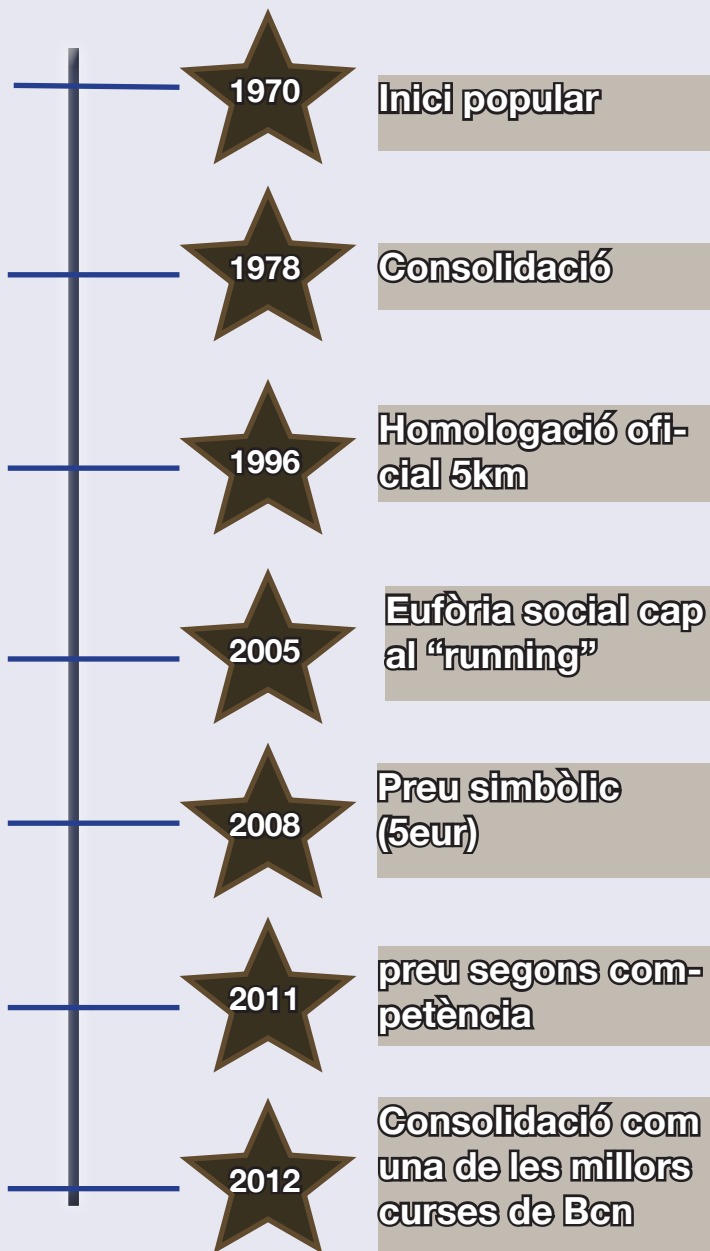 1970
Inici popular
1978
Consolidació
1996
Homologació ofi-
cial 5km
2005
Eufòria social cap
al “running”
2008
Preu simbòlic
(5eur)
2011
preu segons com-
petència
2012
Consolidació com
una de les millors
curses de Bcn